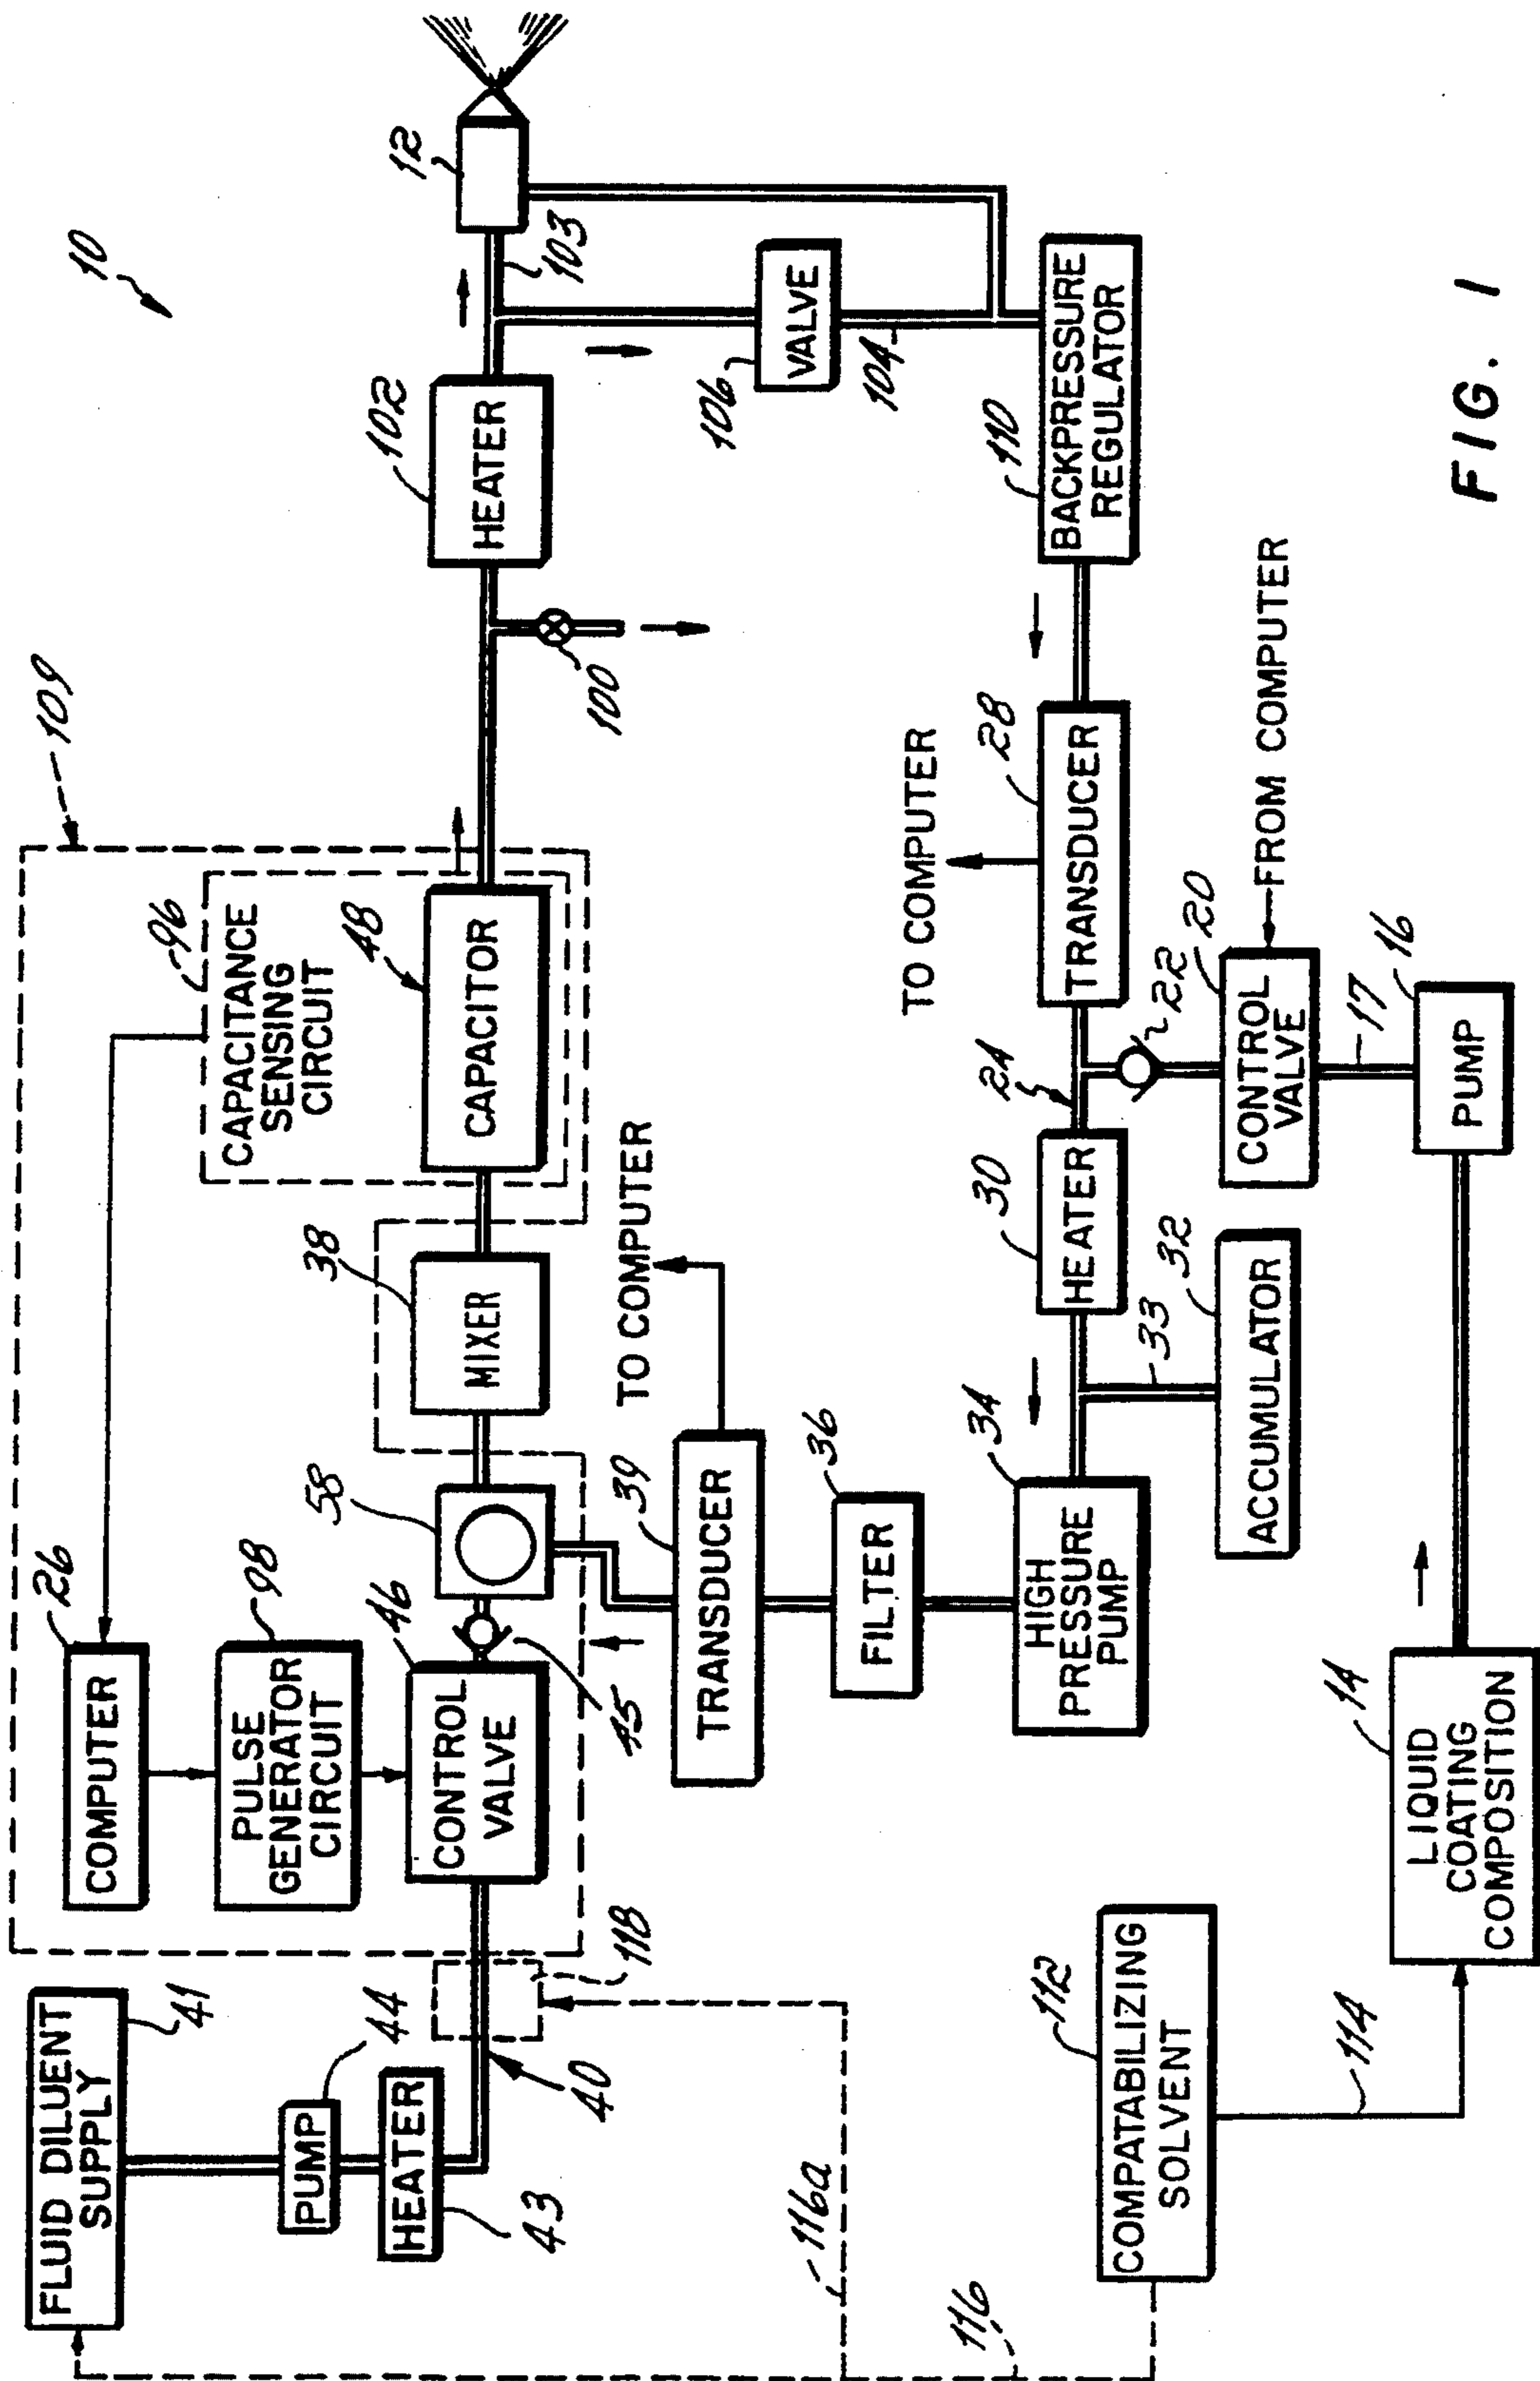 10
109
FLUID DILUENT
SUPPLY
41
PUMP
44
HEATER
43
40
118
COMPUTER
26
PULSE
GENERATOR
CIRCUIT
98
CONTROL
VALVE
46
45
58
MIXER
38
CAPACITANCE
SENSING
CIRCUIT
96
CAPACITOR
48
100
HEATER
102
103
12
VALVE
106
104
TRANSDUCER
39
TO COMPUTER
FILTER
36
HIGH
PRESSURE
PUMP
34
33
ACCUMULATOR
32
HEATER
30
24
TRANSDUCER
28
TO COMPUTER
BACKPRESSURE
REGULATOR
110
22
CONTROL
VALVE
20
FROM COMPUTER
17
PUMP
16
LIQUID
COATING
COMPOSITION
14
COMPATABILIZING
SOLVENT
112
114
116
116a
FIG. 1